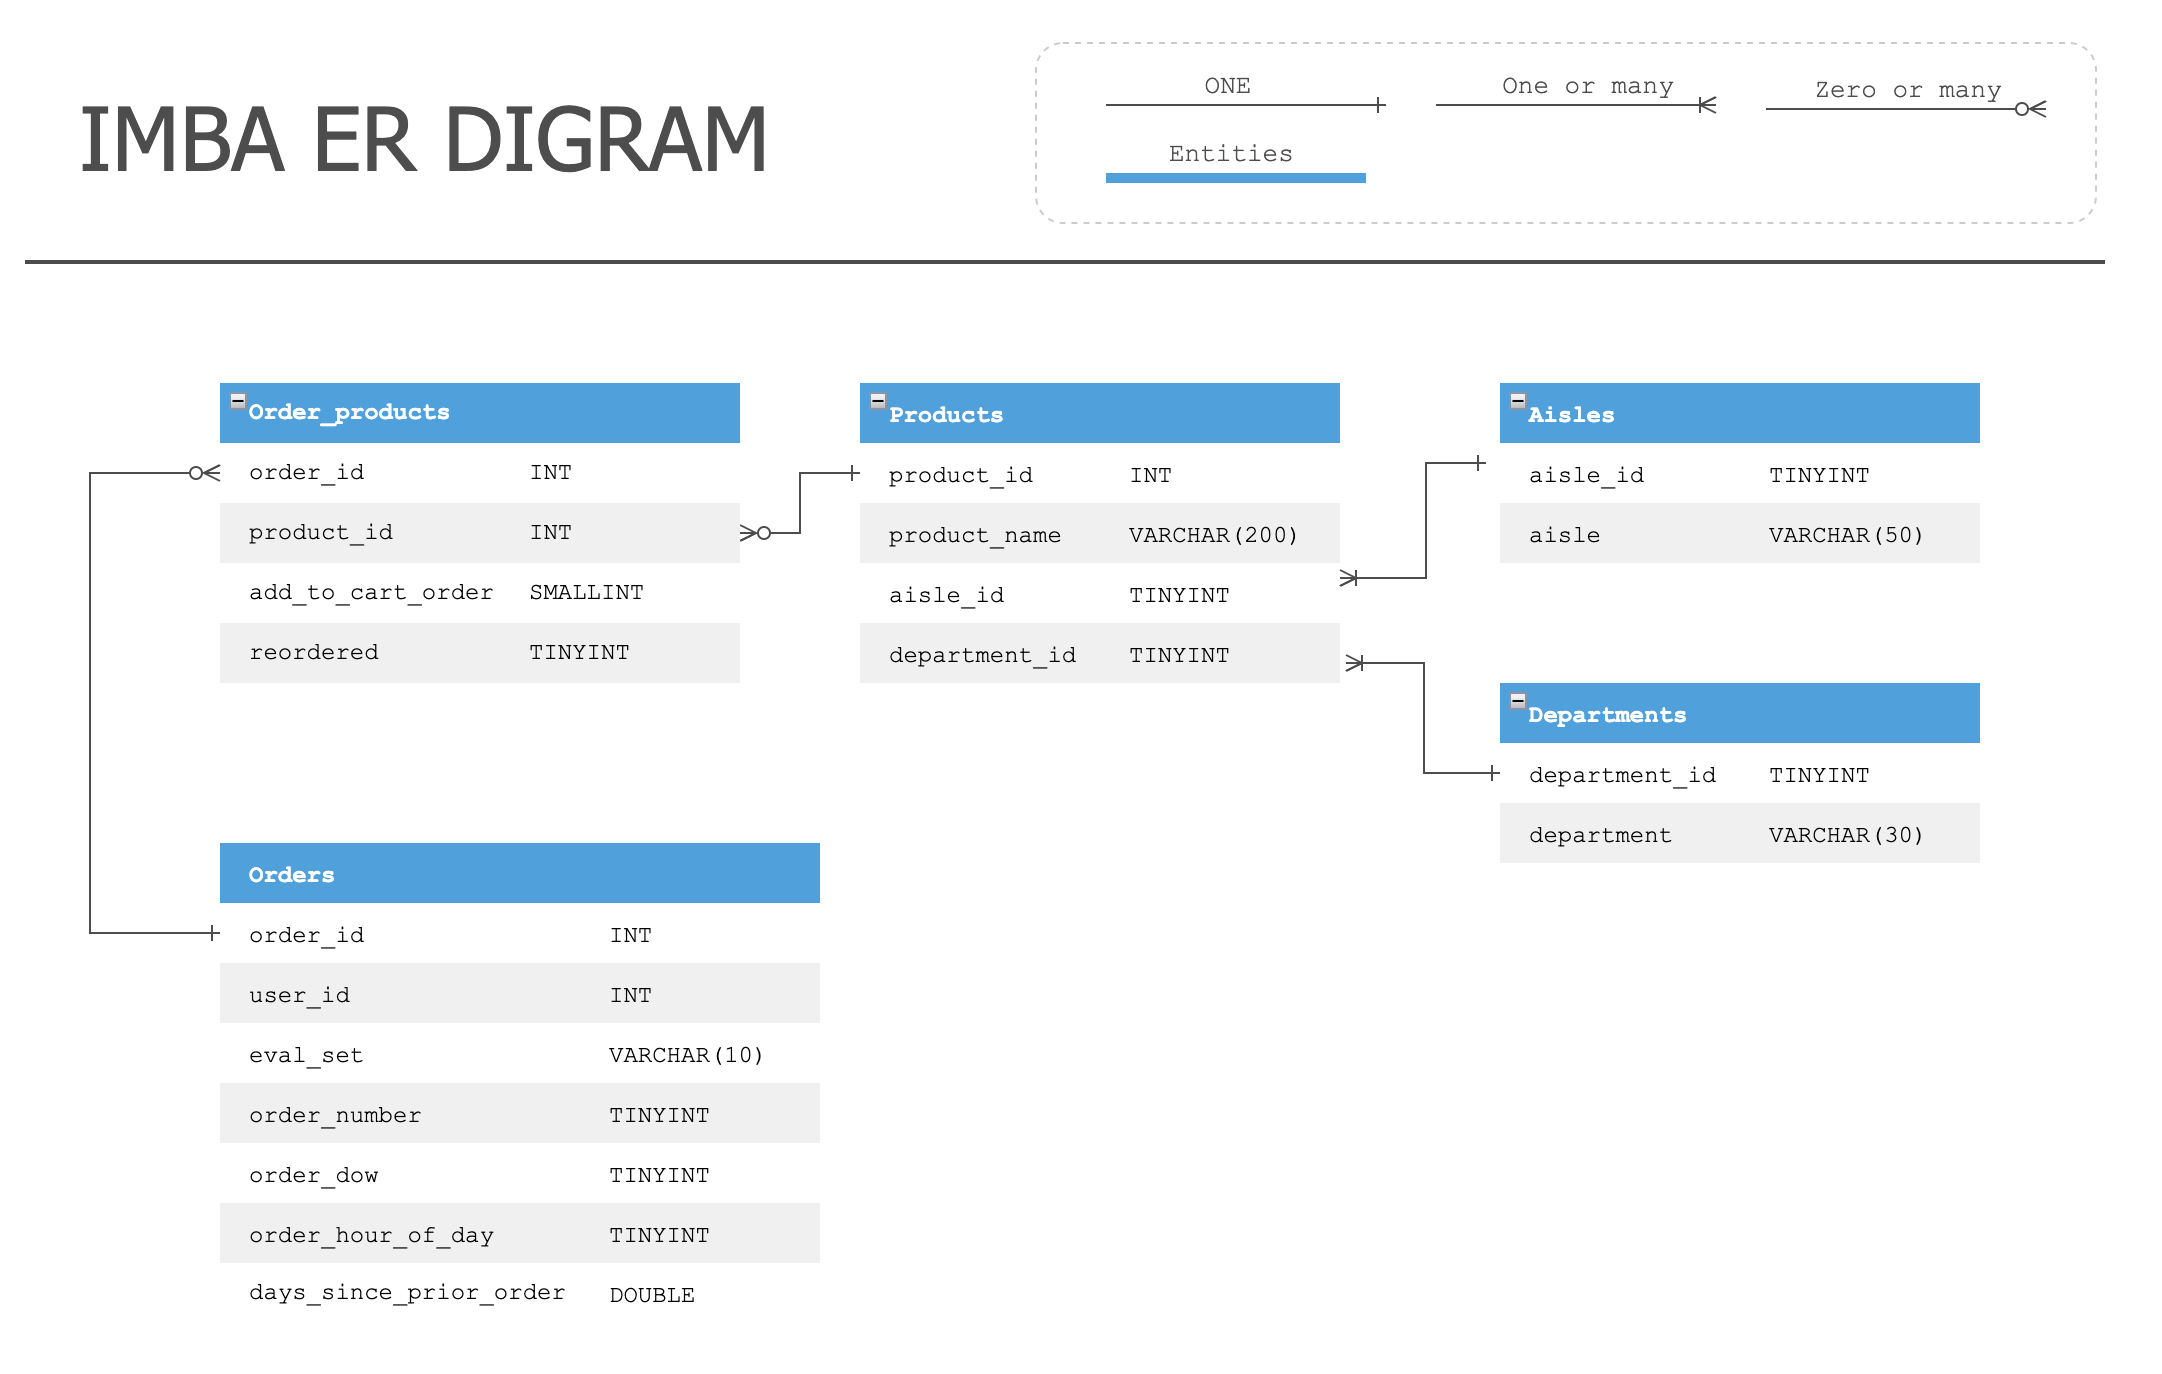 IMBA ER DIGRAM
ONE
One or many
Zero or many
Entities
Order_products
order_id INT
product_id INT
add_to_cart_order SMALLINT
reordered TINYINT
Products
product_id INT
product_name VARCHAR(200)
aisle_id TINYINT
department_id TINYINT
Aisles
aisle_id TINYINT
aisle VARCHAR(50)
Departments
department_id TINYINT
department VARCHAR(30)
Orders
order_id INT
user_id INT
eval_set VARCHAR(10)
order_number TINYINT
order_dow TINYINT
order_hour_of_day TINYINT
days_since_prior_order DOUBLE